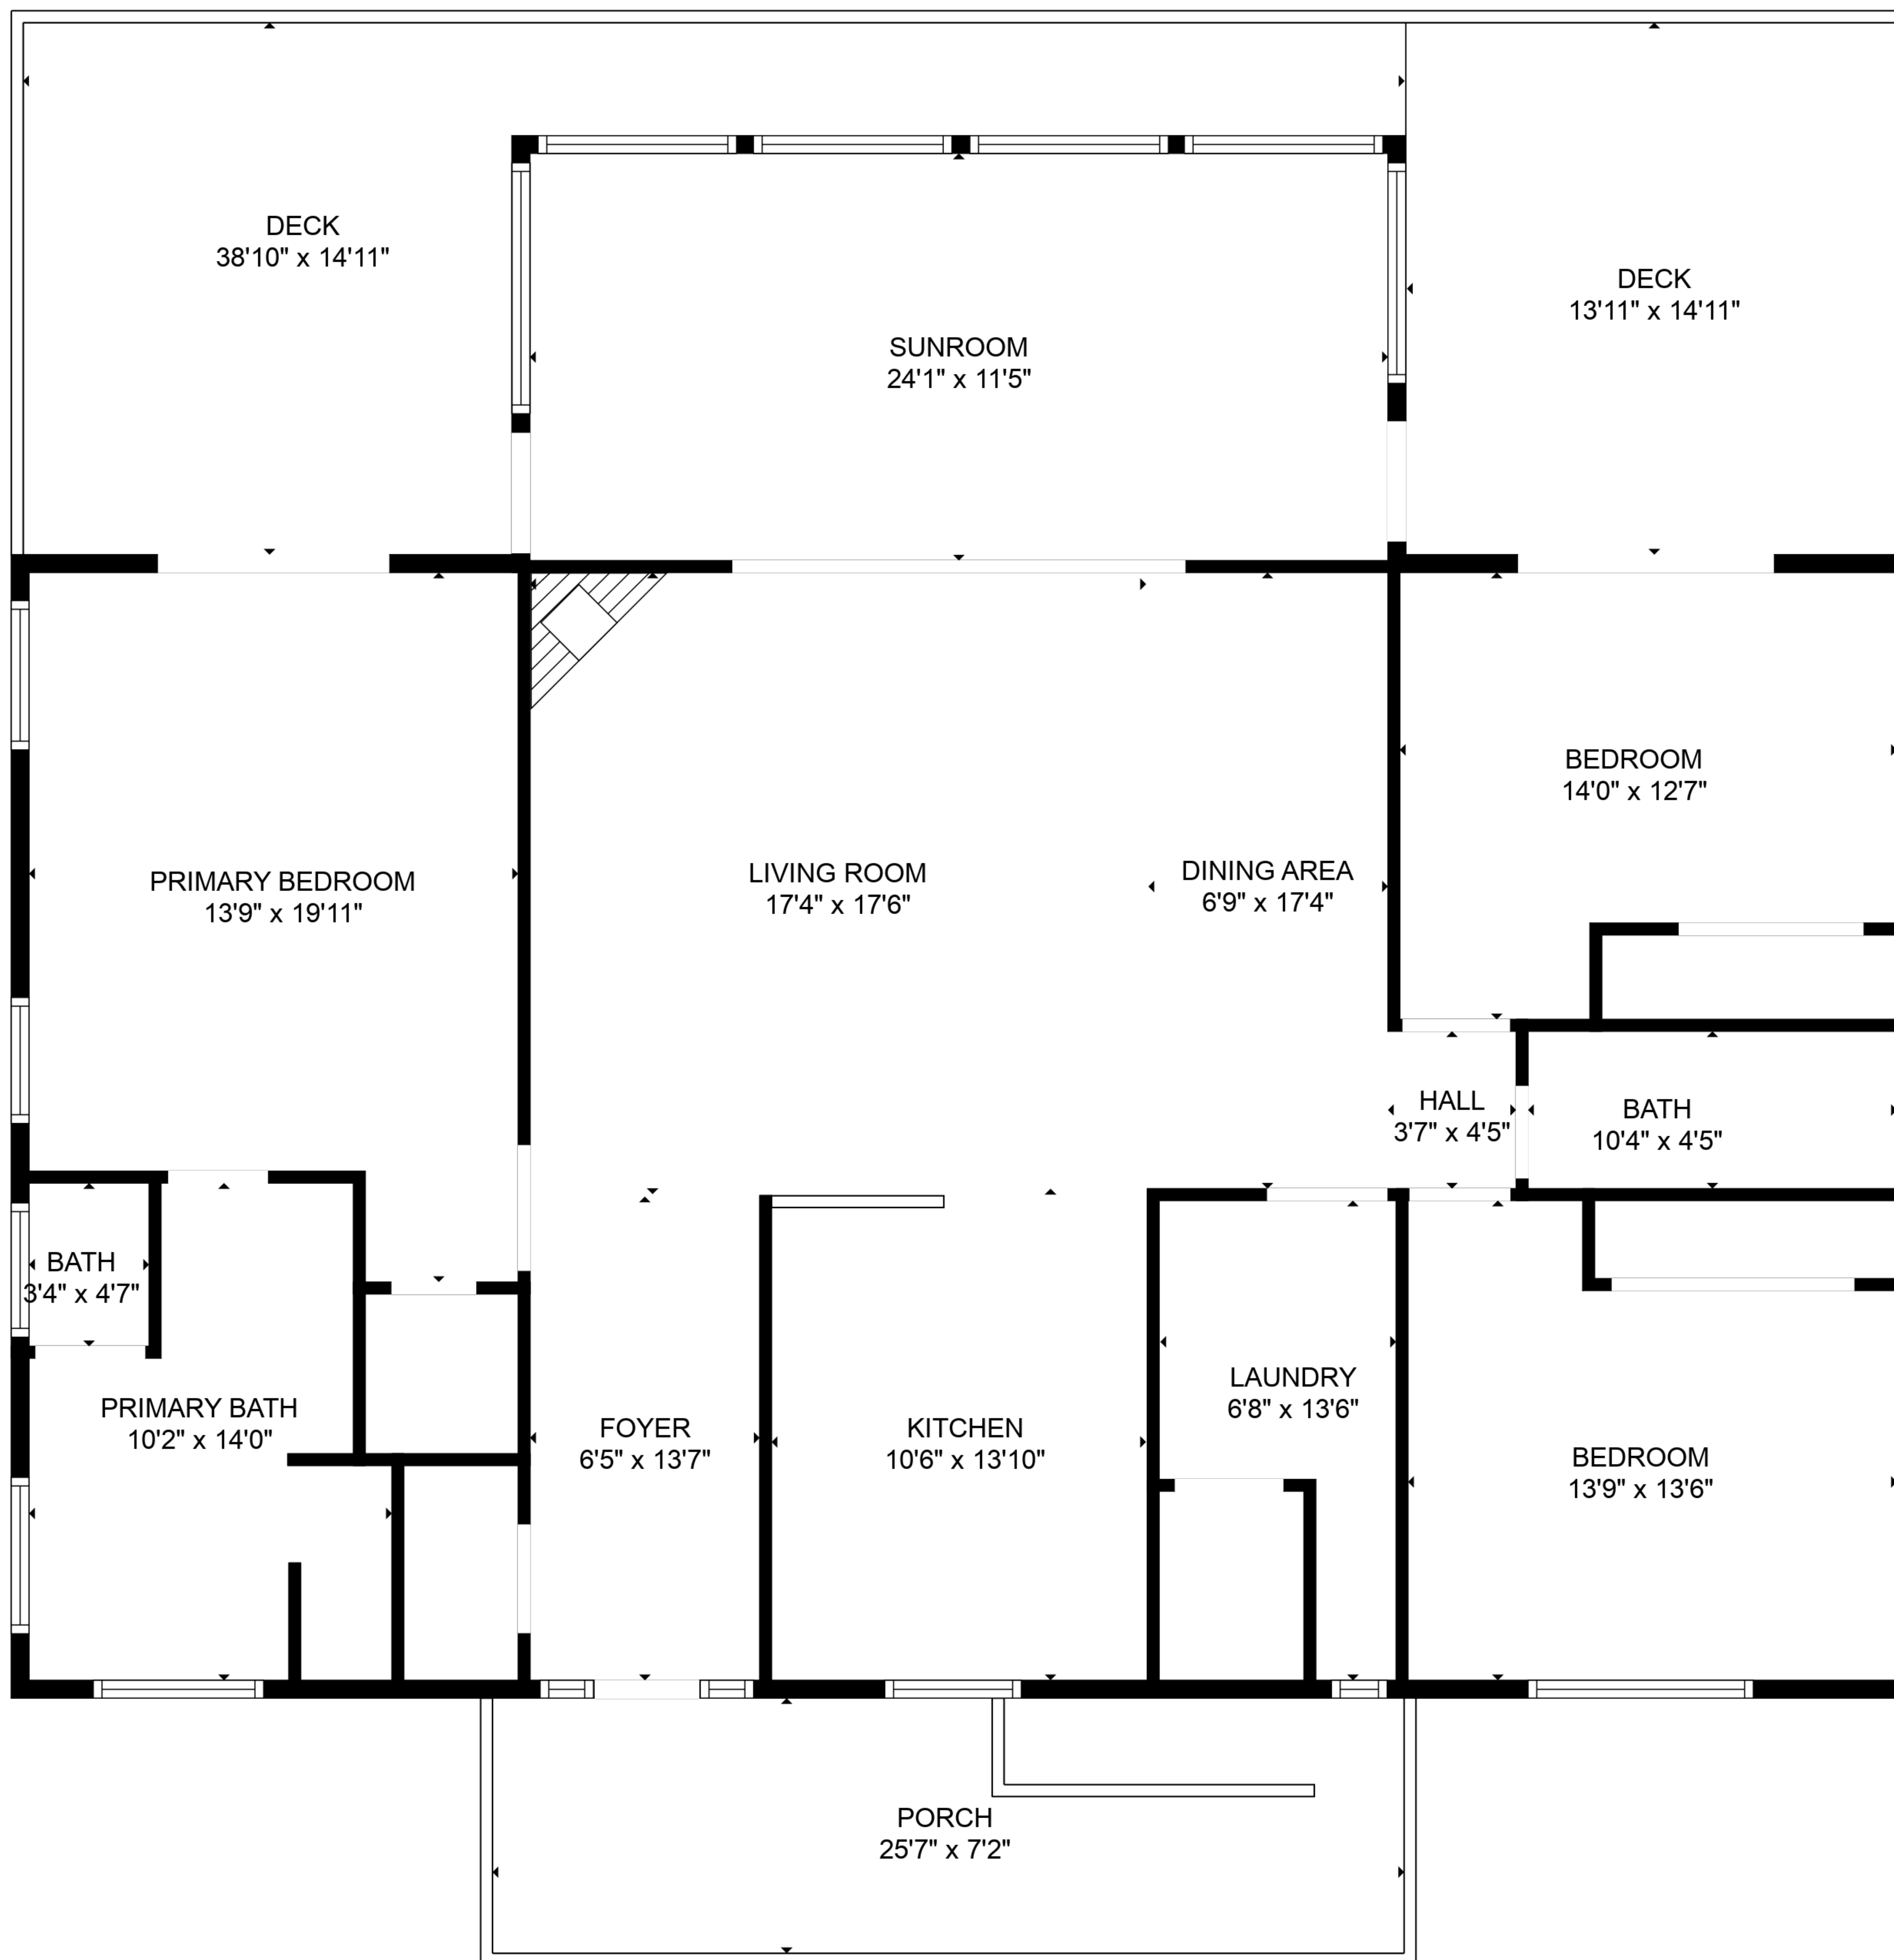 DECK
38'10" x 14'11"
DECK
13'11" x 14'11"
SUNROOM
24'1" x 11'5"
BEDROOM
14'0" x 12'7"
PRIMARY BEDROOM
13'9" x 19'11"
LIVING ROOM
17'4" x 17'6"
DINING AREA
6'9" x 17'4"
HALL
3'7" x 4'5"
BATH
10'4" x 4'5"
BATH
3'4" x 4'7"
PRIMARY BATH
10'2" x 14'0"
FOYER
6'5" x 13'7"
KITCHEN
10'6" x 13'10"
LAUNDRY
6'8" x 13'6"
BEDROOM
13'9" x 13'6"
PORCH
25'7" x 7'2"